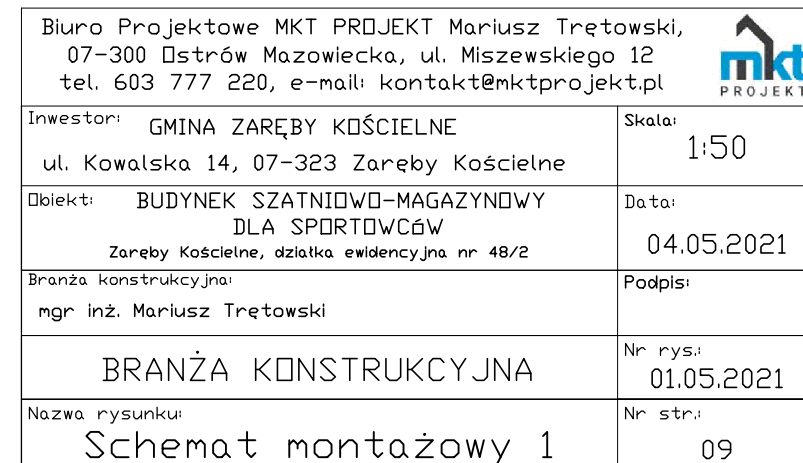 Biuro Projektowe MKT PROJEKT Mariusz Trętowski,
07-300 Ostrów Mazowiecka, ul. Miszewskiego 12
tel. 603 777 220, e-mail: kontakt@mktprojekt.pl
mkt
PROJEKT
Inwestor: GMINA ZARĘBY KOŚCIELNE
ul. Kowalska 14, 07-323 Zaręby Kościelne
Skala:
1:50
Obiekt: BUDYNEK SZATNIOWO-MAGAZYNOWY
DLA SPORTOWCóW
Zaręby Kościelne, działka ewidencyjna nr 48/2
Data:
04.05.2021
Branża konstrukcyjna:
mgr inż. Mariusz Trętowski
Podpis:
BRANŻA KONSTRUKCYJNA
Nr rys.:
01.05.2021
Nazwa rysunku:
Schemat montażowy 1
Nr str.:
09